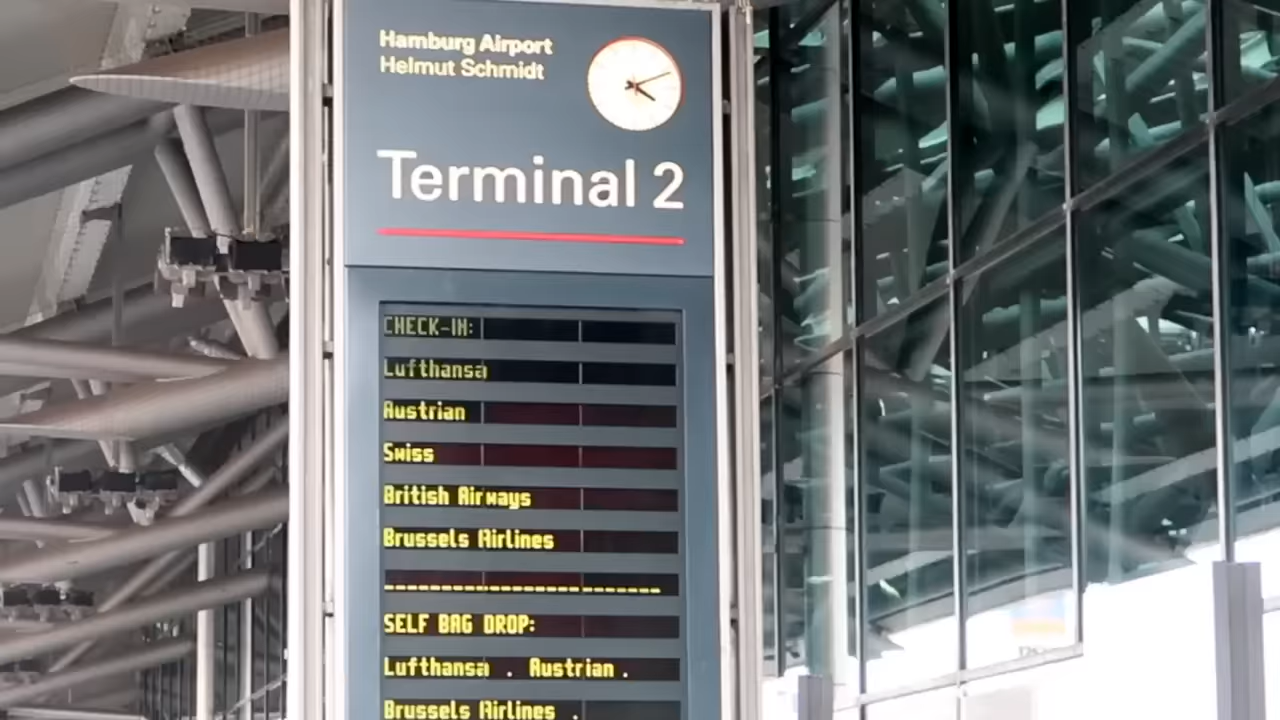 Hamburg Airport
Helmut Schmidt
Terminal 2
CHECK-IN:
Lufthansa
Austrian
Swiss
British Airways
Brussels Airlines
-----------------------
SELF BAG DROP:
Lufthansa . Austrian .
Brussels Airlines .